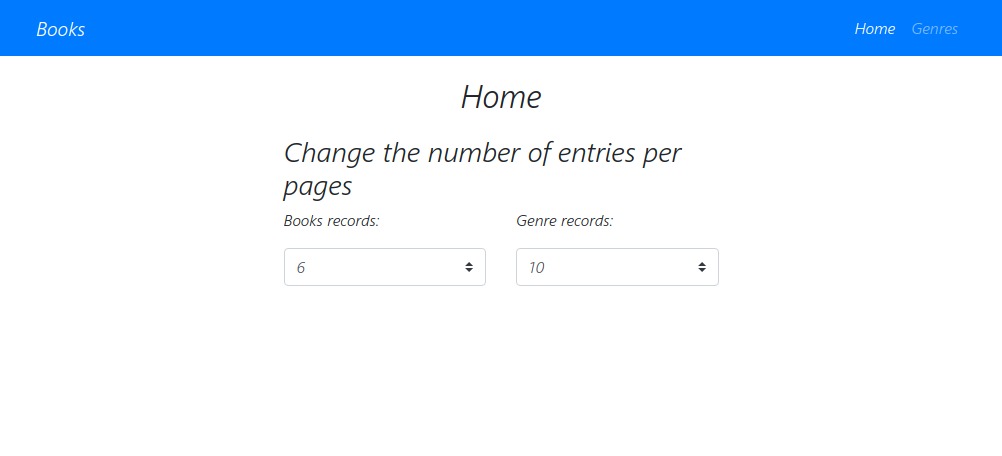 Books Home Genres
Home
Change the number of entries per
pages
Books records: Genre records:
6 10